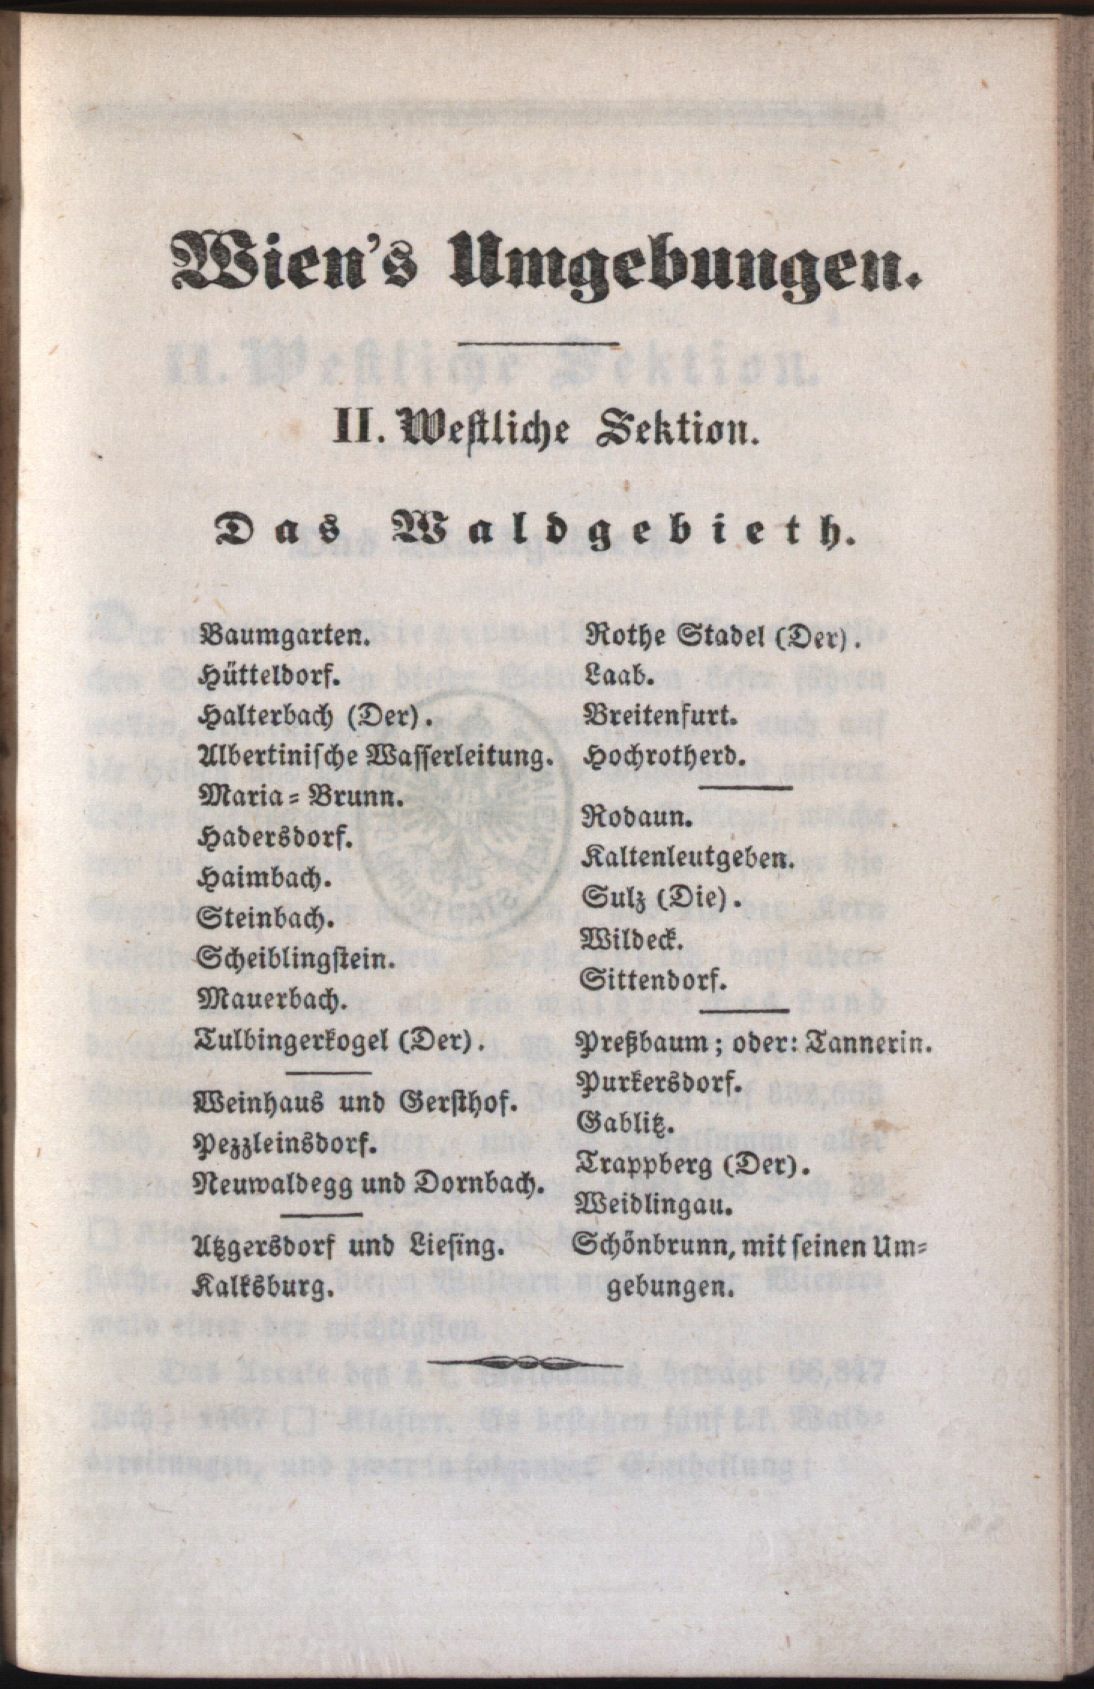 Wien's Umgebungen.
II. Westliche Sektion.
Das Waldgebieth.
Baumgarten.
Hütteldorf.
Halterbach (Der).
Albertinische Wasserleitung.
Maria-Brunn.
Hadersdorf.
Haimbach.
Steinbach.
Scheiblingstein.
Mauerbach.
Tulbingerkogel (Der).
Weinhaus und Gersthof.
Pezzleinsdorf.
Neuwaldegg und Dornbach.
Atzgersdorf und Liesing.
Kalksburg.
Rothe Stadel (Der).
Laab.
Breitenfurt.
Hochrotherd.
Rodaun.
Kaltenleutgeben.
Sulz (Die).
Wildeck.
Sittendorf.
Preßbaum; oder: Tannerin.
Purkersdorf.
Gablitz.
Trappberg (Der).
Weidlingau.
Schönbrunn, mit seinen Um-
gebungen.